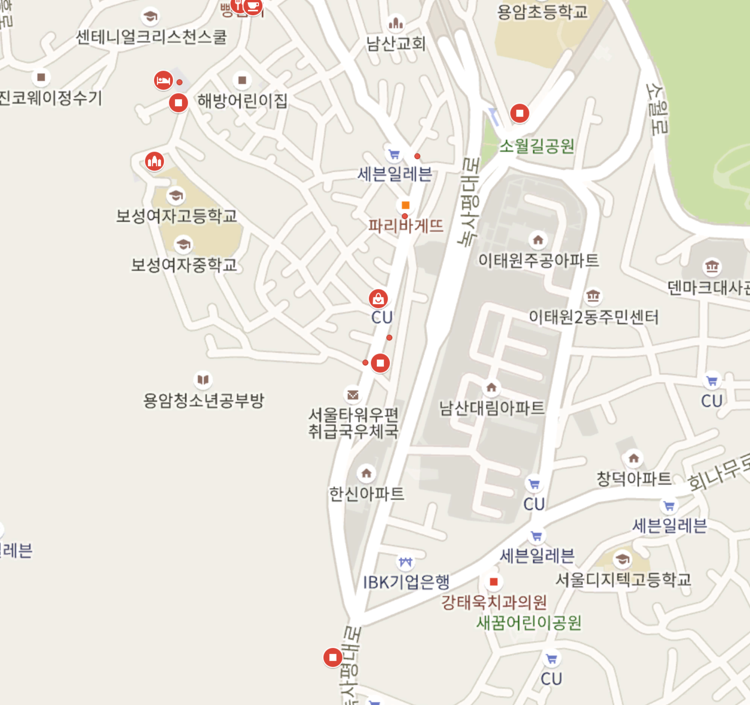 용암초등학교
센테니얼크리스천스쿨
남산교회
진코웨이정수기
해방어린이집
소월로
소월길공원
세븐일레븐
녹사평대로
보성여자고등학교
파리바게뜨
이태원주공아파트
보성여자중학교
덴마크대사관
CU
이태원2동주민센터
용암청소년공부방
남산대림아파트
CU
서울타워우편
취급국우체국
창덕아파트
회나무로
한신아파트
CU
세븐일레븐
레븐
세븐일레븐
IBK기업은행
서울디지텍고등학교
강태욱치과의원
새꿈어린이공원
녹사평대로
CU